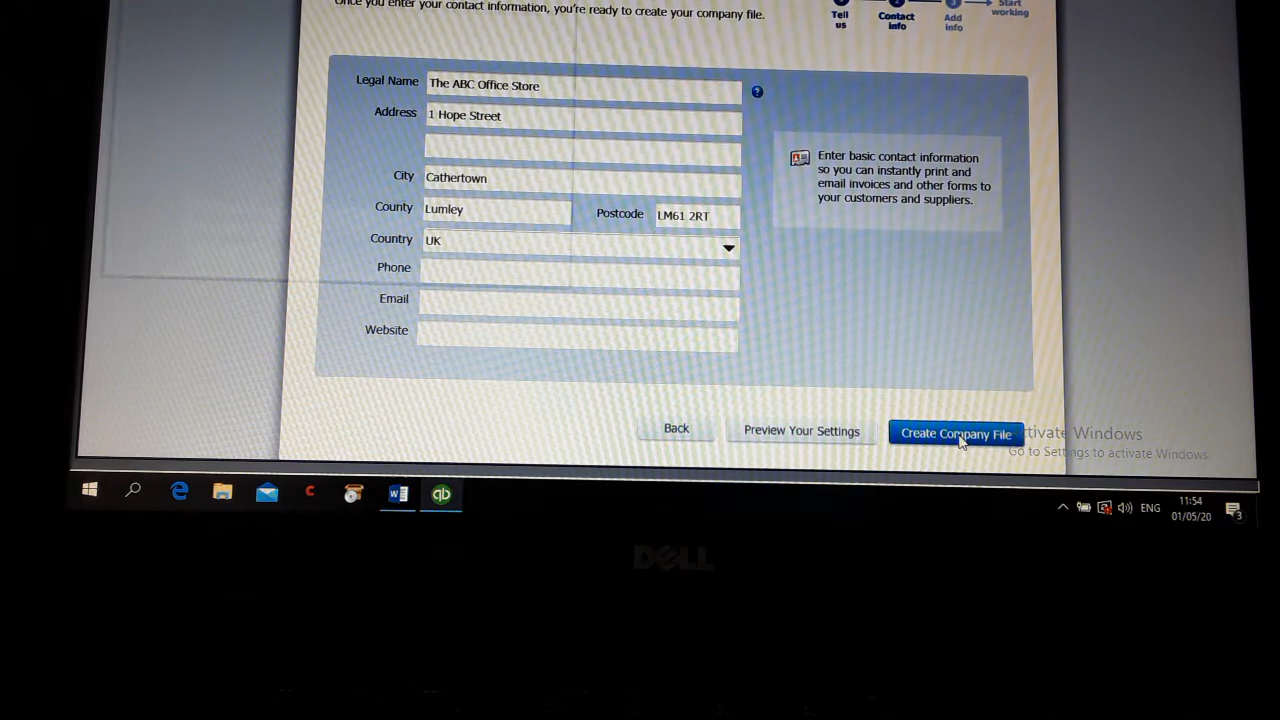 Once you enter your contact information, you're ready to create your company file.
Tell us
Contact info
3
Add info
Start working
Legal Name The ABC Office Store ?
Address 1 Hope Street
City Cathertown
County Lumley Postcode LM61 2RT
Country UK
Phone
Email
Website
Enter basic contact information
so you can instantly print and
email invoices and other forms to
your customers and suppliers.
Back Preview Your Settings Create Company File
tivate Windows
Go to Settings to activate Windows.
e C W qb
ENG
11:54
01/05/20
3
DELL